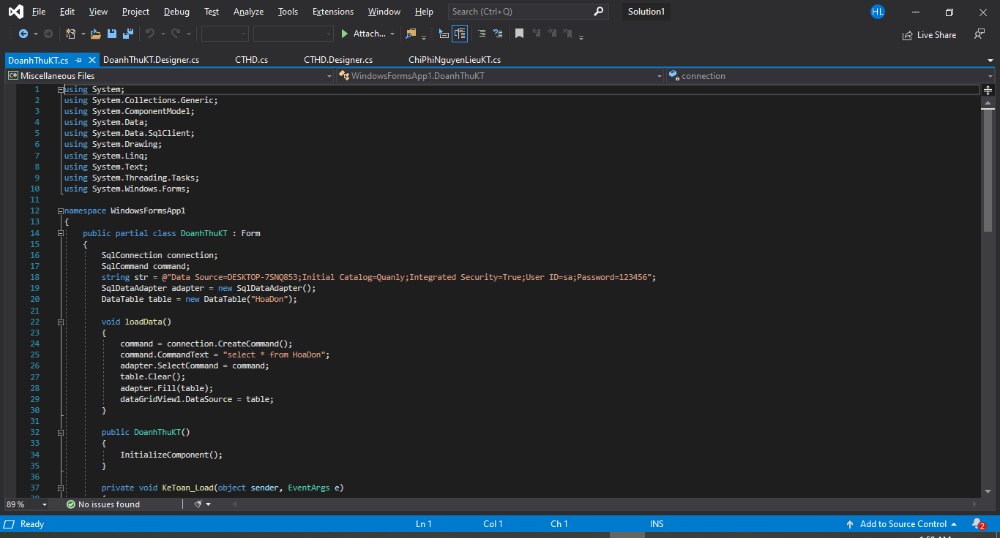 File Edit View Project Debug Test Analyze Tools Extensions Window Help Search (Ctrl+Q) Solution1 HL
Attach... Live Share
DoanhThuKT.cs DoanhThuKT.Designer.cs CTHD.cs CTHD.Designer.cs ChiPhiNguyenLieuKT.cs
C# Miscellaneous Files WindowsFormsApp1.DoanhThuKT connection
1 using System;
2 using System.Collections.Generic;
3 using System.ComponentModel;
4 using System.Data;
5 using System.Data.SqlClient;
6 using System.Drawing;
7 using System.Linq;
8 using System.Text;
9 using System.Threading.Tasks;
10 using System.Windows.Forms;
11
12 namespace WindowsFormsApp1
13 {
14 public partial class DoanhThuKT : Form
15 {
16 SqlConnection connection;
17 SqlCommand command;
18 string str = @"Data Source=DESKTOP-7SNQ853;Initial Catalog=Quanly;Integrated Security=True;User ID=sa;Password=123456";
19 SqlDataAdapter adapter = new SqlDataAdapter();
20 DataTable table = new DataTable("HoaDon");
21
22 void loadData()
23 {
24 command = connection.CreateCommand();
25 command.CommandText = "select * from HoaDon";
26 adapter.SelectCommand = command;
27 table.Clear();
28 adapter.Fill(table);
29 dataGridView1.DataSource = table;
30 }
31
32 public DoanhThuKT()
33 {
34 InitializeComponent();
35 }
36
37 private void KeToan_Load(object sender, EventArgs e)
89 % No issues found
Ready Ln 1 Col 1 Ch 1 INS Add to Source Control 2